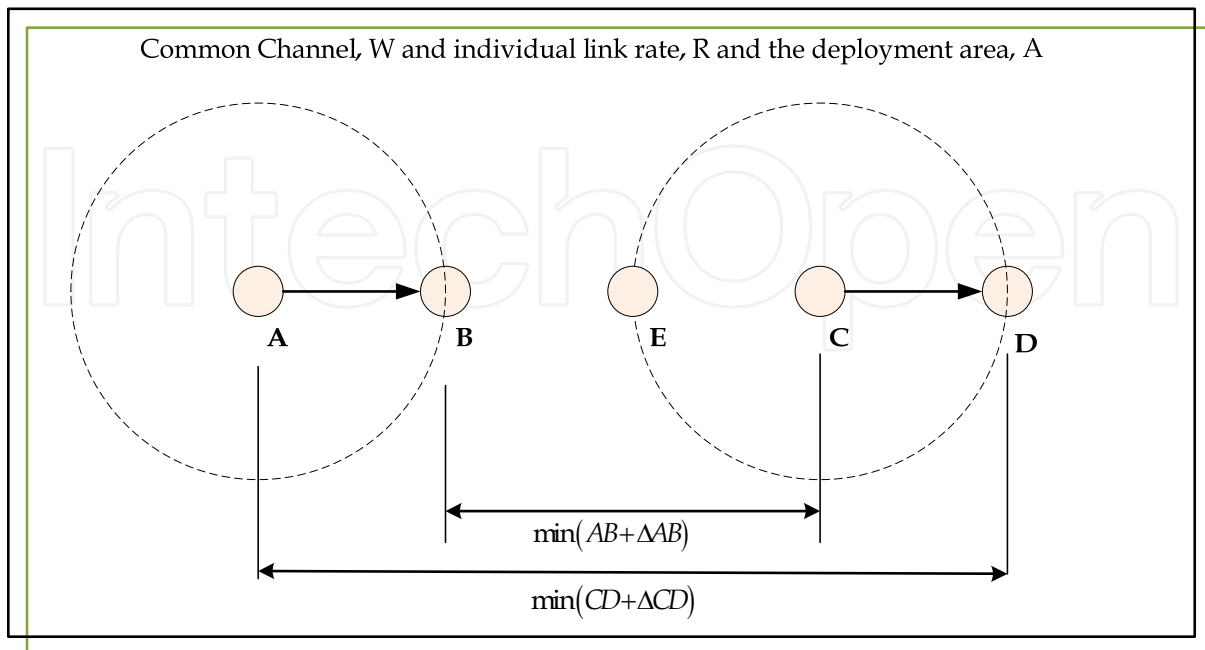 Common Channel, W and individual link rate, R and the deployment area, A
IntechOpen
A
B
E
C
D
min(AB+ΔAB)
min(CD+ΔCD)